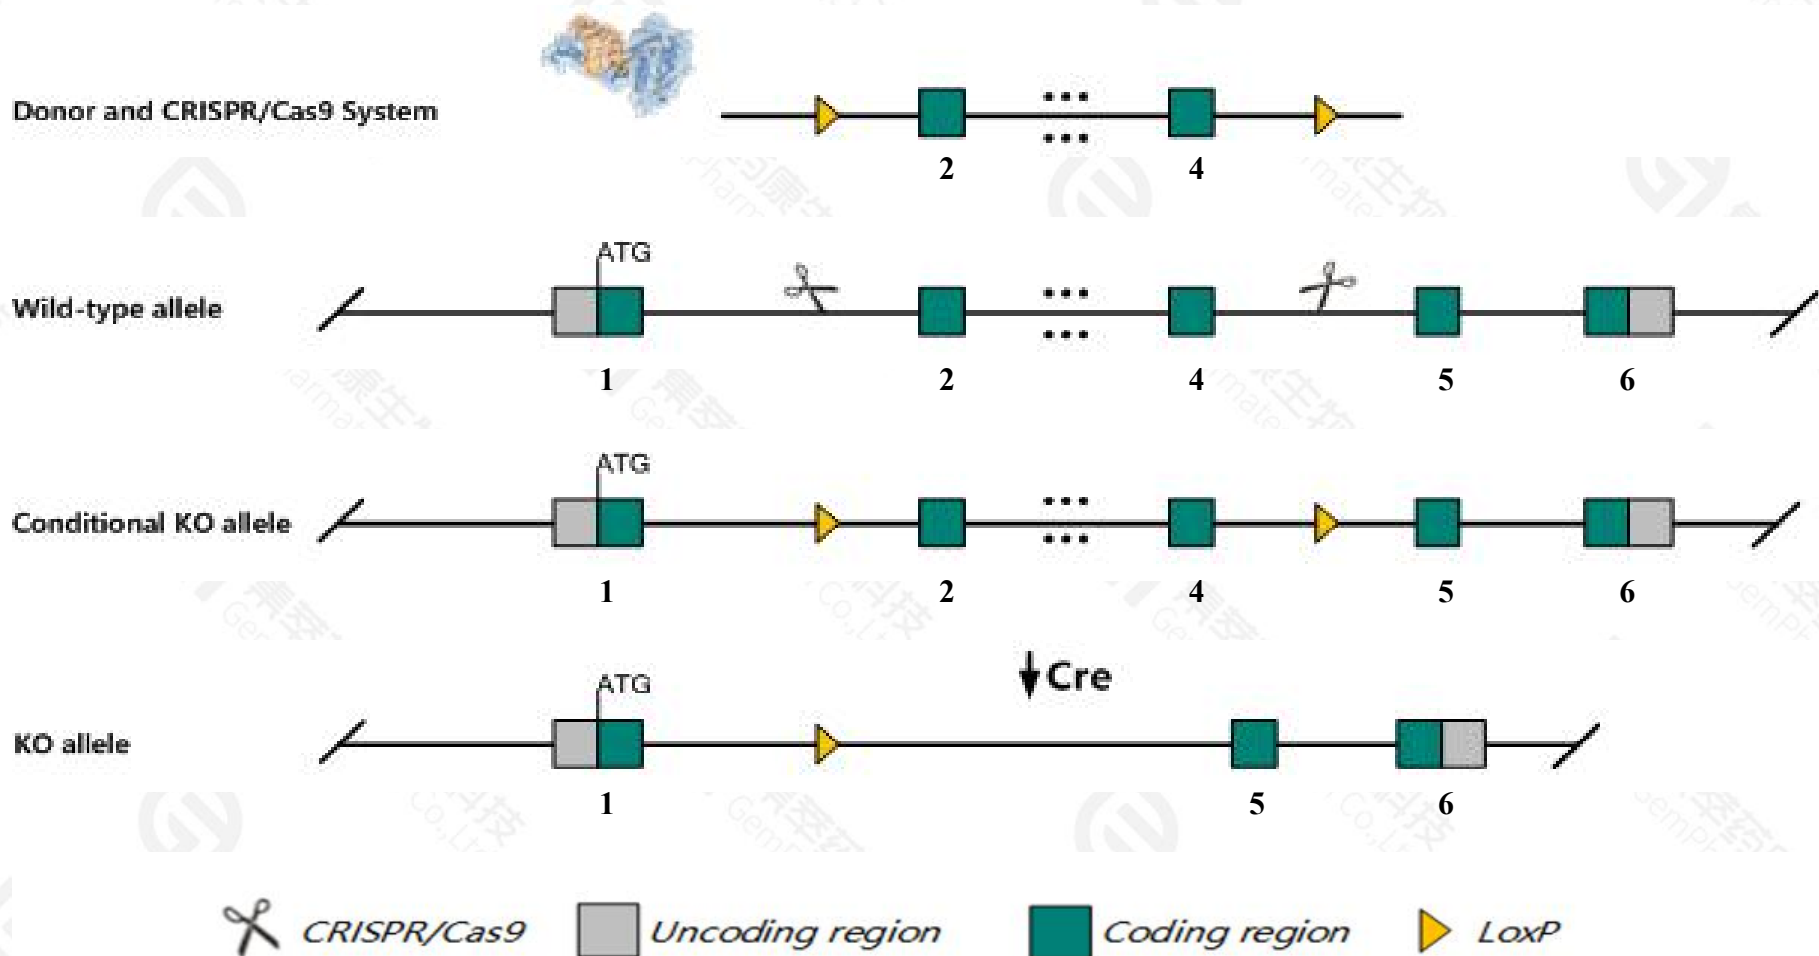 Donor and CRISPR/Cas9 System
2 4
ATG
Wild-type allele
1 2 4 5 6
ATG
Conditional KO allele
1 2 4 5 6
Cre
ATG
KO allele
1 5 6
CRISPR/Cas9 Uncoding region Coding region LoxP